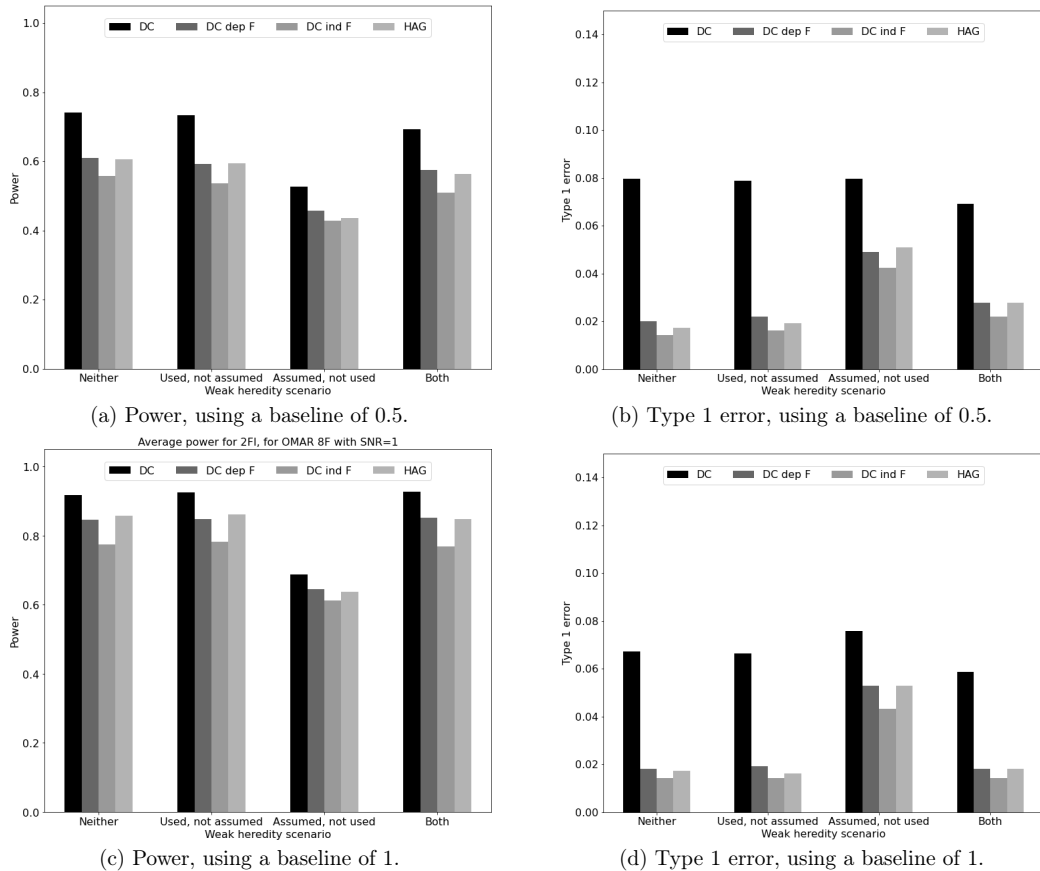 1.0
0.8
0.6
0.4
0.2
0.0
Power
DC DC dep F DC ind F HAG
Neither Used, not assumed Assumed, not used Both
Weak heredity scenario
(a) Power, using a baseline of 0.5.
0.14
0.12
0.10
0.08
0.06
0.04
0.02
0.00
Type 1 error
DC DC dep F DC ind F HAG
Neither Used, not assumed Assumed, not used Both
Weak heredity scenario
(b) Type 1 error, using a baseline of 0.5.
Average power for 2FI, for OMAR 8F with SNR=1
1.0
0.8
0.6
0.4
0.2
0.0
Power
DC DC dep F DC ind F HAG
Neither Used, not assumed Assumed, not used Both
Weak heredity scenario
(c) Power, using a baseline of 1.
0.14
0.12
0.10
0.08
0.06
0.04
0.02
0.00
Type 1 error
DC DC dep F DC ind F HAG
Neither Used, not assumed Assumed, not used Both
Weak heredity scenario
(d) Type 1 error, using a baseline of 1.